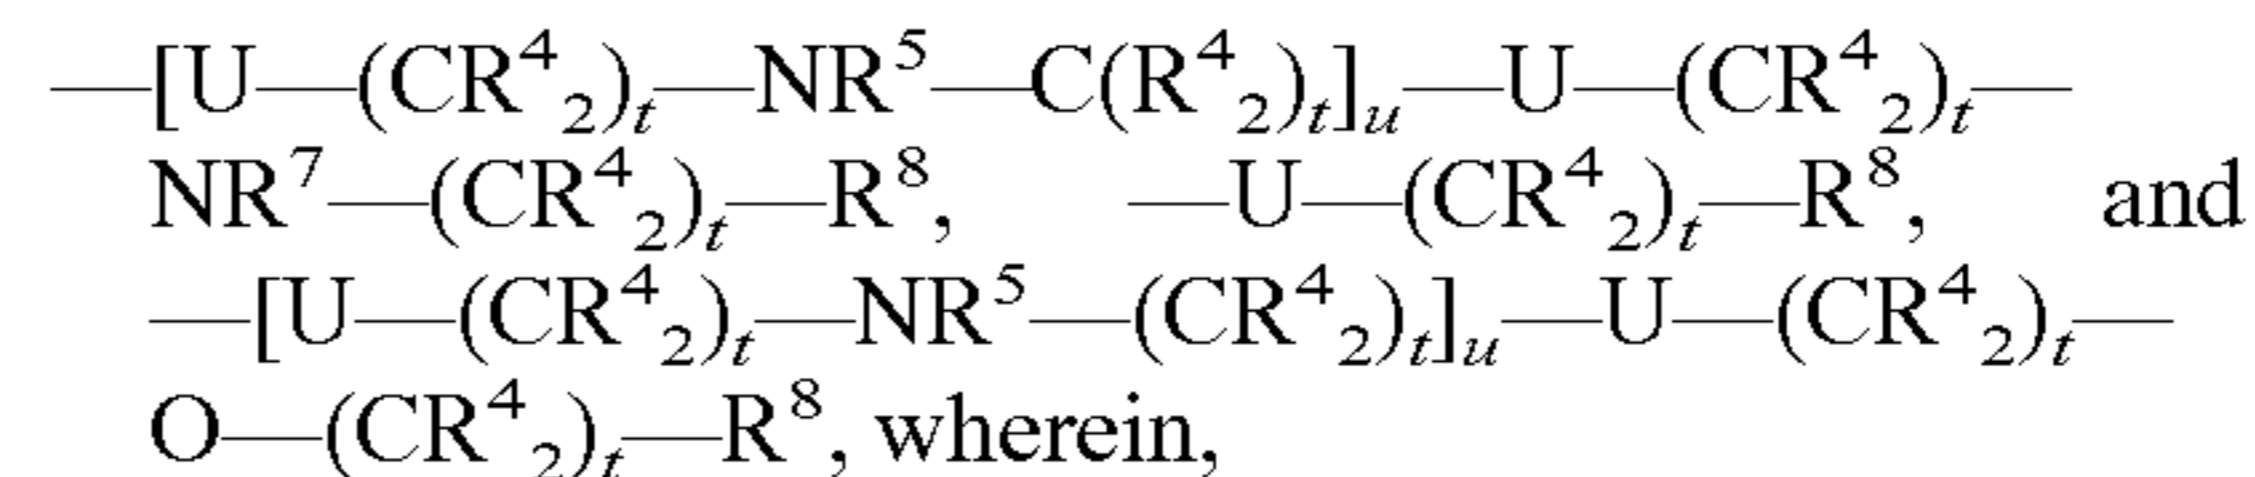 —[U—(CR⁴₂)ₜ—NR⁵—C(R⁴₂)ₜ]ᵤ—U—(CR⁴₂)ₜ—
NR⁷—(CR⁴₂)ₜ—R⁸, —U—(CR⁴₂)ₜ—R⁸, and
—[U—(CR⁴₂)ₜ—NR⁵—(CR⁴₂)ₜ]ᵤ—U—(CR⁴₂)ₜ—
O—(CR⁴₂)ₜ—R⁸, wherein,